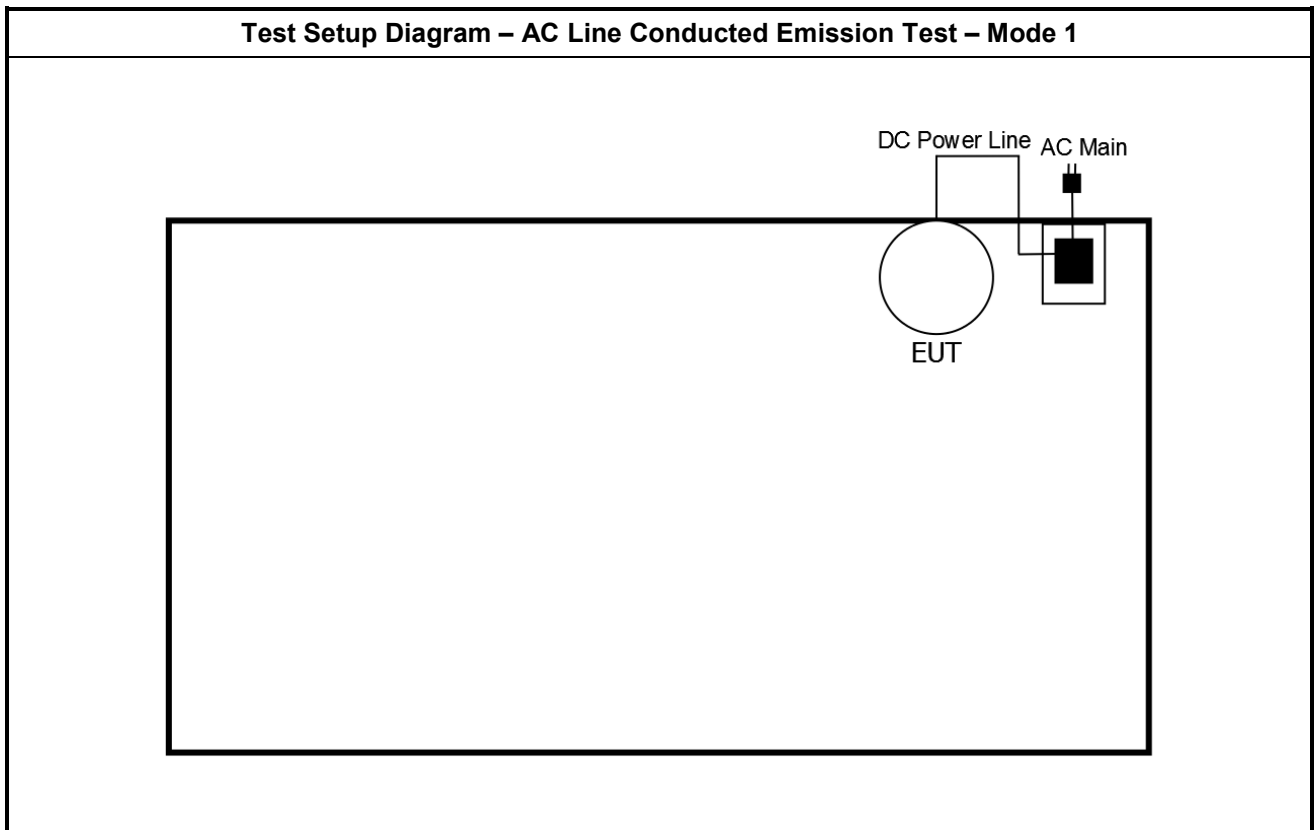 Test Setup Diagram – AC Line Conducted Emission Test – Mode 1
DC Power Line
AC Main
EUT